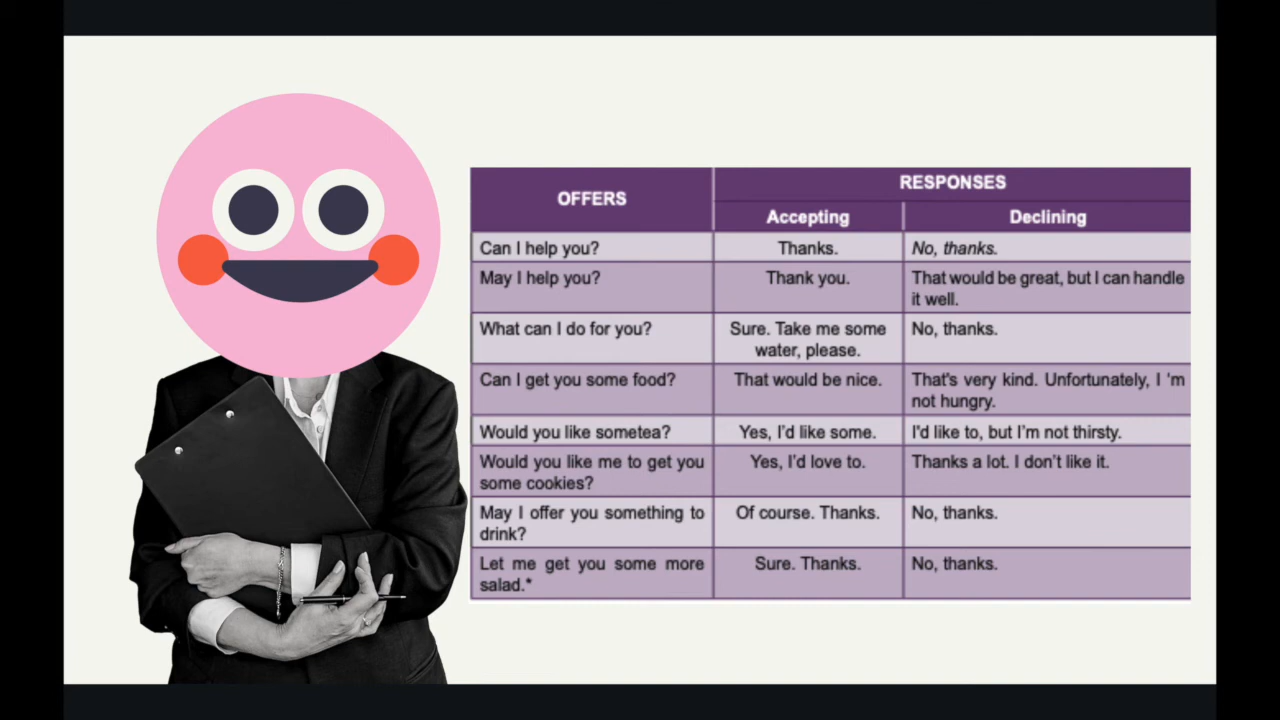 OFFERS
RESPONSES
Accepting
Declining
Can I help you?
Thanks.
No, thanks.
May I help you?
Thank you.
That would be great, but I can handle
it well.
What can I do for you?
Sure. Take me some
water, please.
No, thanks.
Can I get you some food?
That would be nice.
That's very kind. Unfortunately, I 'm
not hungry.
Would you like sometea?
Yes, I'd like some.
I'd like to, but I'm not thirsty.
Would you like me to get you
some cookies?
Yes, I'd love to.
Thanks a lot. I don't like it.
May I offer you something to
drink?
Of course. Thanks.
No, thanks.
Let me get you some more
salad.*
Sure. Thanks.
No, thanks.